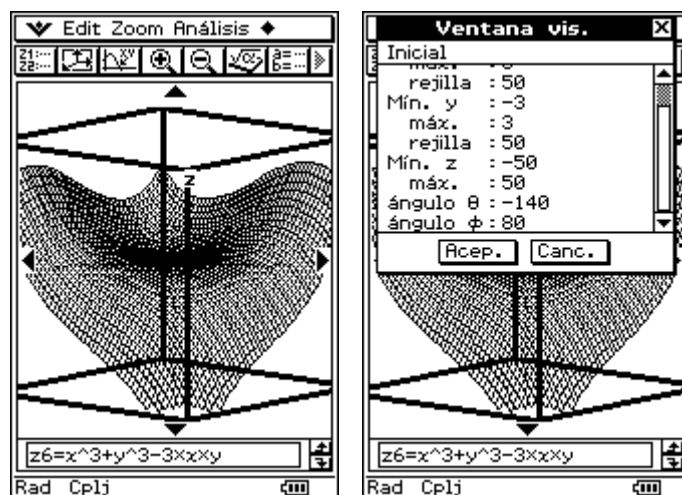 Edit Zoom Análisis ◆
z
z6=x^3+y^3-3×x×y
Rad Cplj
Ventana vis.
Inicial
rejilla :50
Mín. y :-3
máx. :3
rejilla :50
Mín. z :-50
máx. :50
ángulo θ :-140
ángulo ϕ :80
Acep. Canc.
z6=x^3+y^3-3×x×y
Rad Cplj